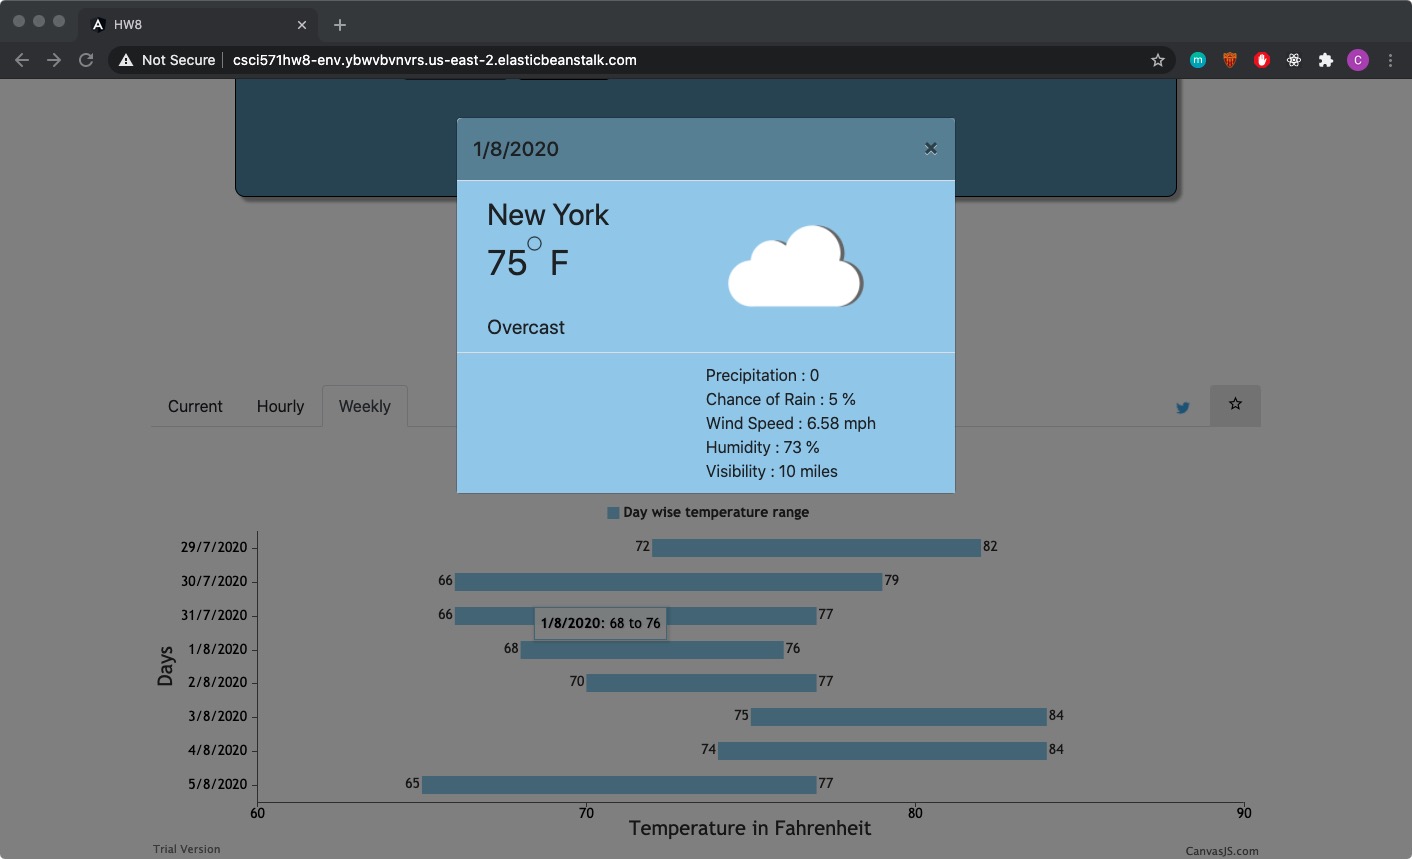 HW8
Not Secure
csci571hw8-env.ybwvbvnvrs.us-east-2.elasticbeanstalk.com
m
C
1/8/2020
×
New York
75° F
Overcast
Precipitation : 0
Chance of Rain : 5 %
Wind Speed : 6.58 mph
Humidity : 73 %
Visibility : 10 miles
Current Hourly Weekly
Day wise temperature range
29/7/2020 72 82
30/7/2020 66 79
31/7/2020 66 77
1/8/2020: 68 to 76
1/8/2020 68 76
Days
2/8/2020 70 77
3/8/2020 75 84
4/8/2020 74 84
5/8/2020 65 77
60 70 80 90
Temperature in Fahrenheit
Trial Version
CanvasJS.com